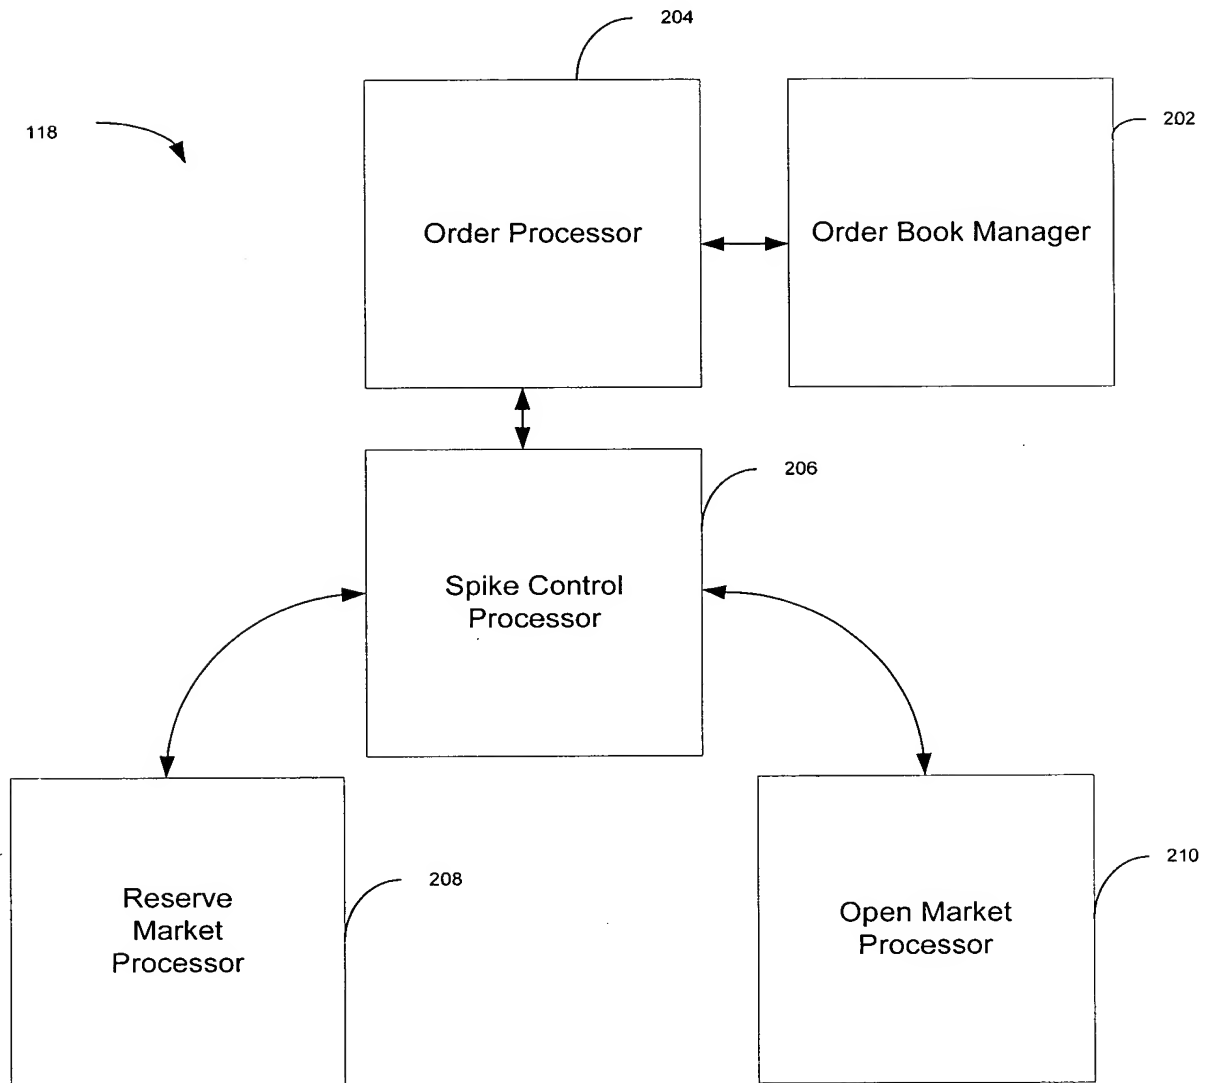 204
118
202
Order Processor
Order Book Manager
206
Spike Control
Processor
208
210
Reserve
Market
Processor
Open Market
Processor